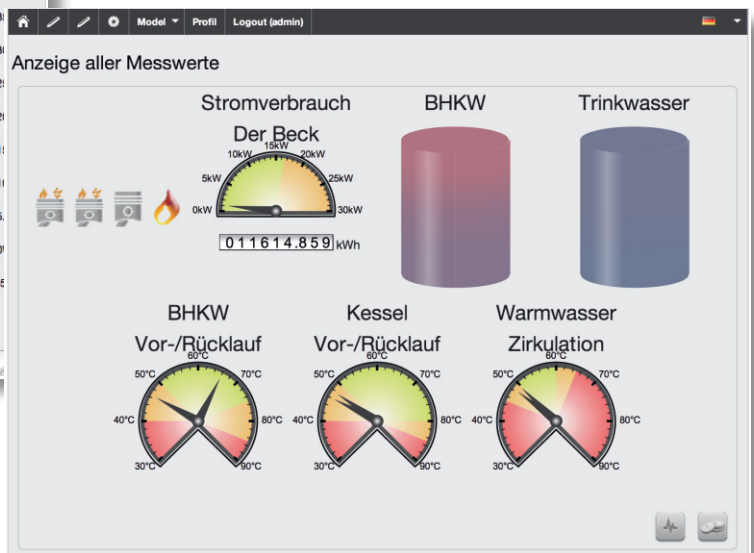 Model Profil Logout (admin)
Anzeige aller Messwerte
Stromverbrauch
Der Beck
0kW 5kW 10kW 15kW 20kW 25kW 30kW
011614.859 kWh
BHKW
Trinkwasser
BHKW
Vor-/Rücklauf
30°C 40°C 50°C 60°C 70°C 80°C 90°C
Kessel
Vor-/Rücklauf
30°C 40°C 50°C 60°C 70°C 80°C 90°C
Warmwasser
Zirkulation
30°C 40°C 50°C 60°C 70°C 80°C 90°C